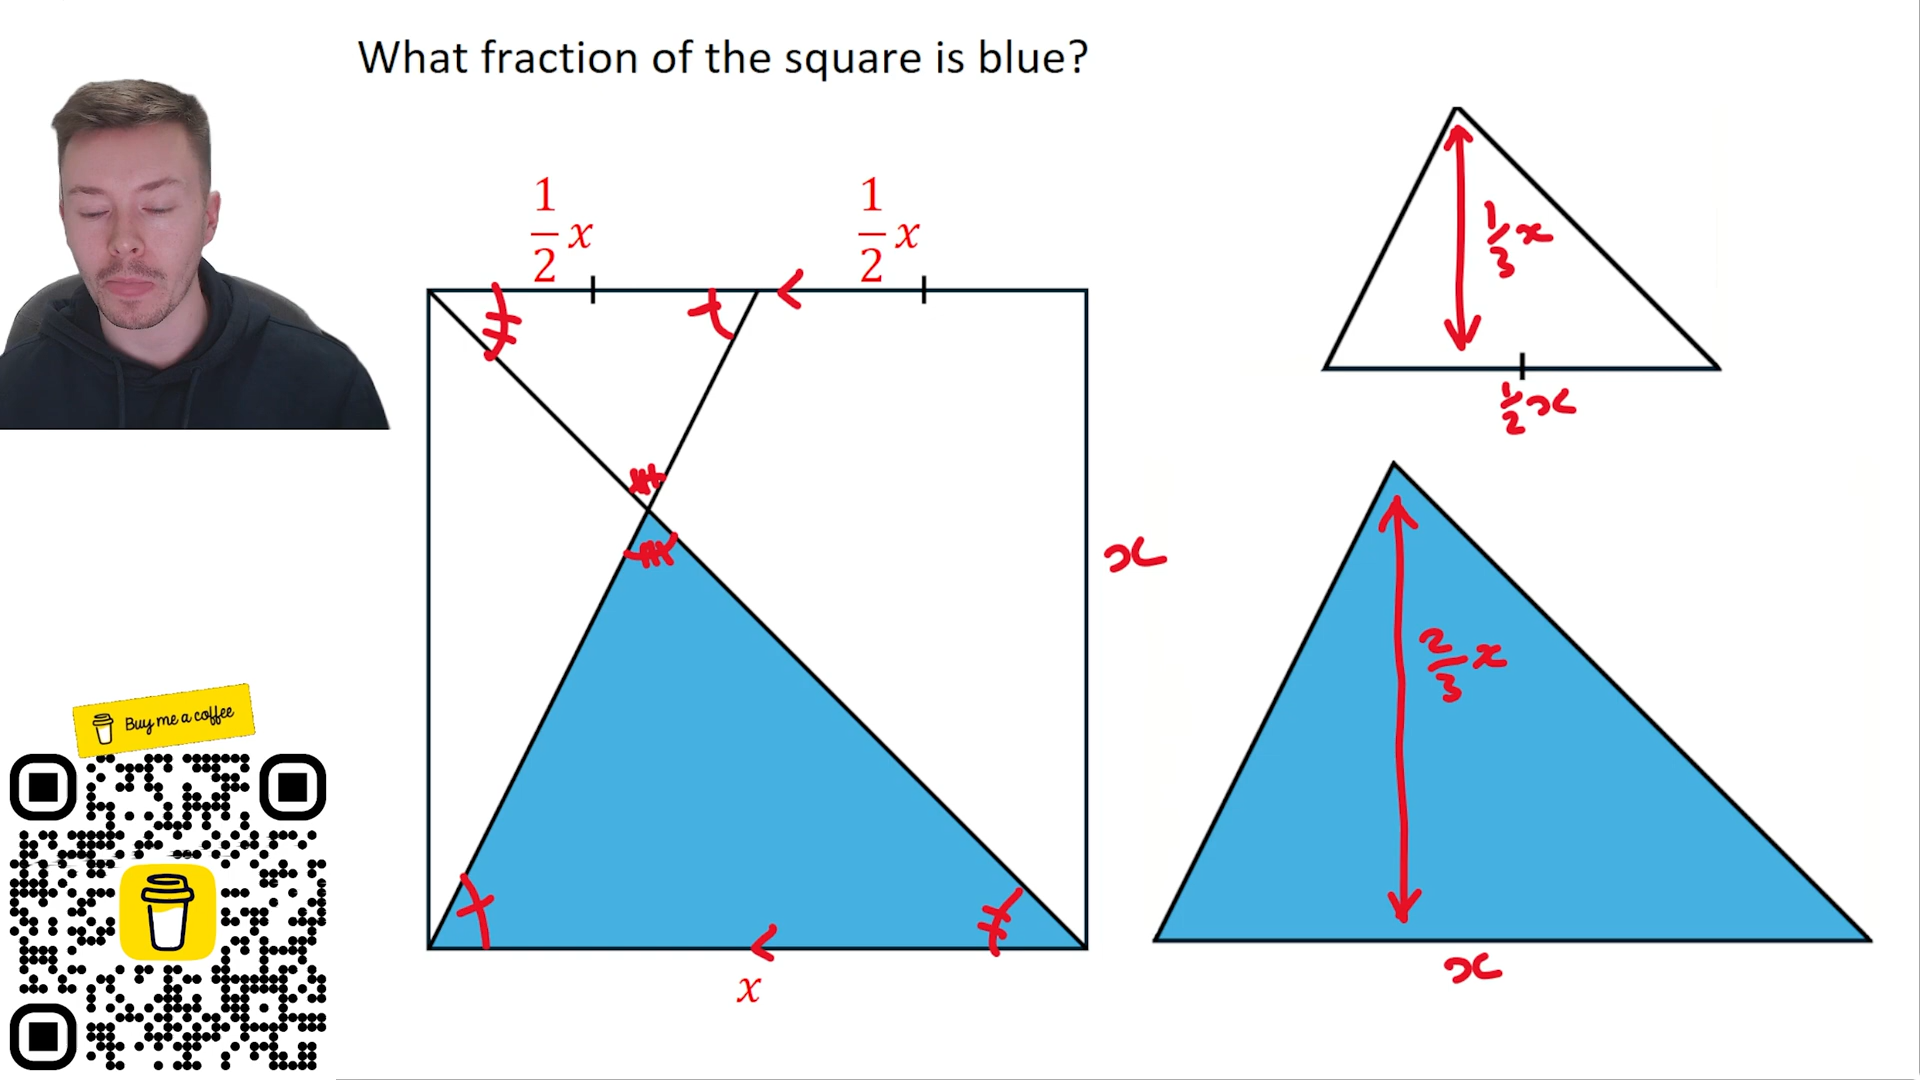 What fraction of the square is blue?
1/2 x
1/2 x
1/3 x
1/2 x
x
2/3 x
x
x
Buy me a coffee